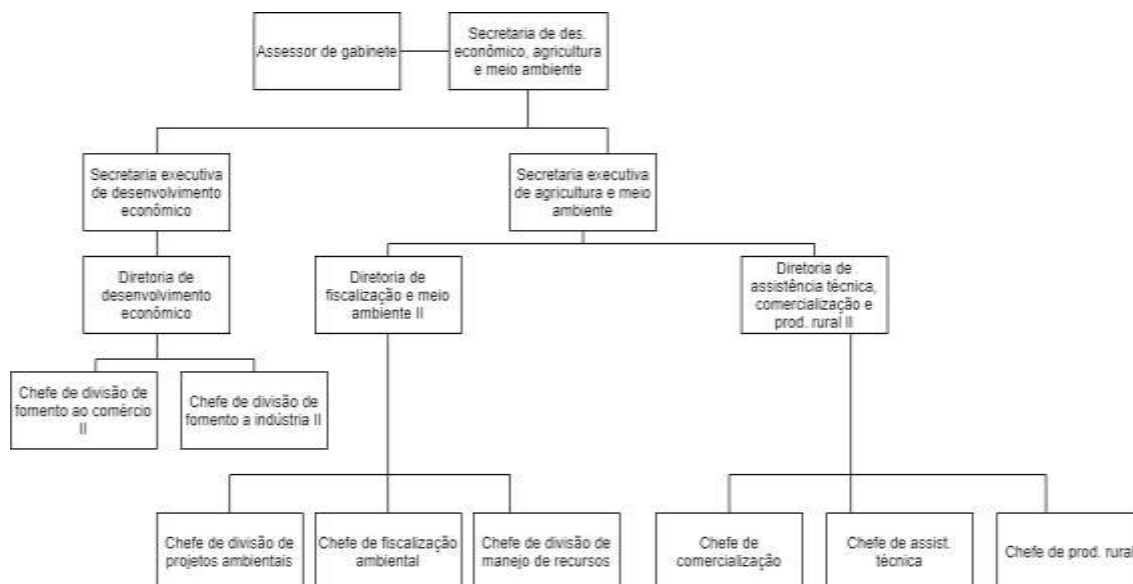 Assessor de gabinete
Secretaria de des.
econômico, agricultura
e meio ambiente
Secretaria executiva
de desenvolvimento
econômico
Secretaria executiva
de agricultura e meio
ambiente
Diretoria de
desenvolvimento
econômico
Diretoria de
fiscalização e meio
ambiente II
Diretoria de
assistência técnica,
comercialização e
prod. rural II
Chefe de divisão de
fomento ao comércio
II
Chefe de divisão de
fomento a indústria II
Chefe de divisão de
projetos ambientais
Chefe de fiscalização
ambiental
Chefe de divisão de
manejo de recursos
Chefe de
comercialização
Chefe de assist.
técnica
Chefe de prod. rural